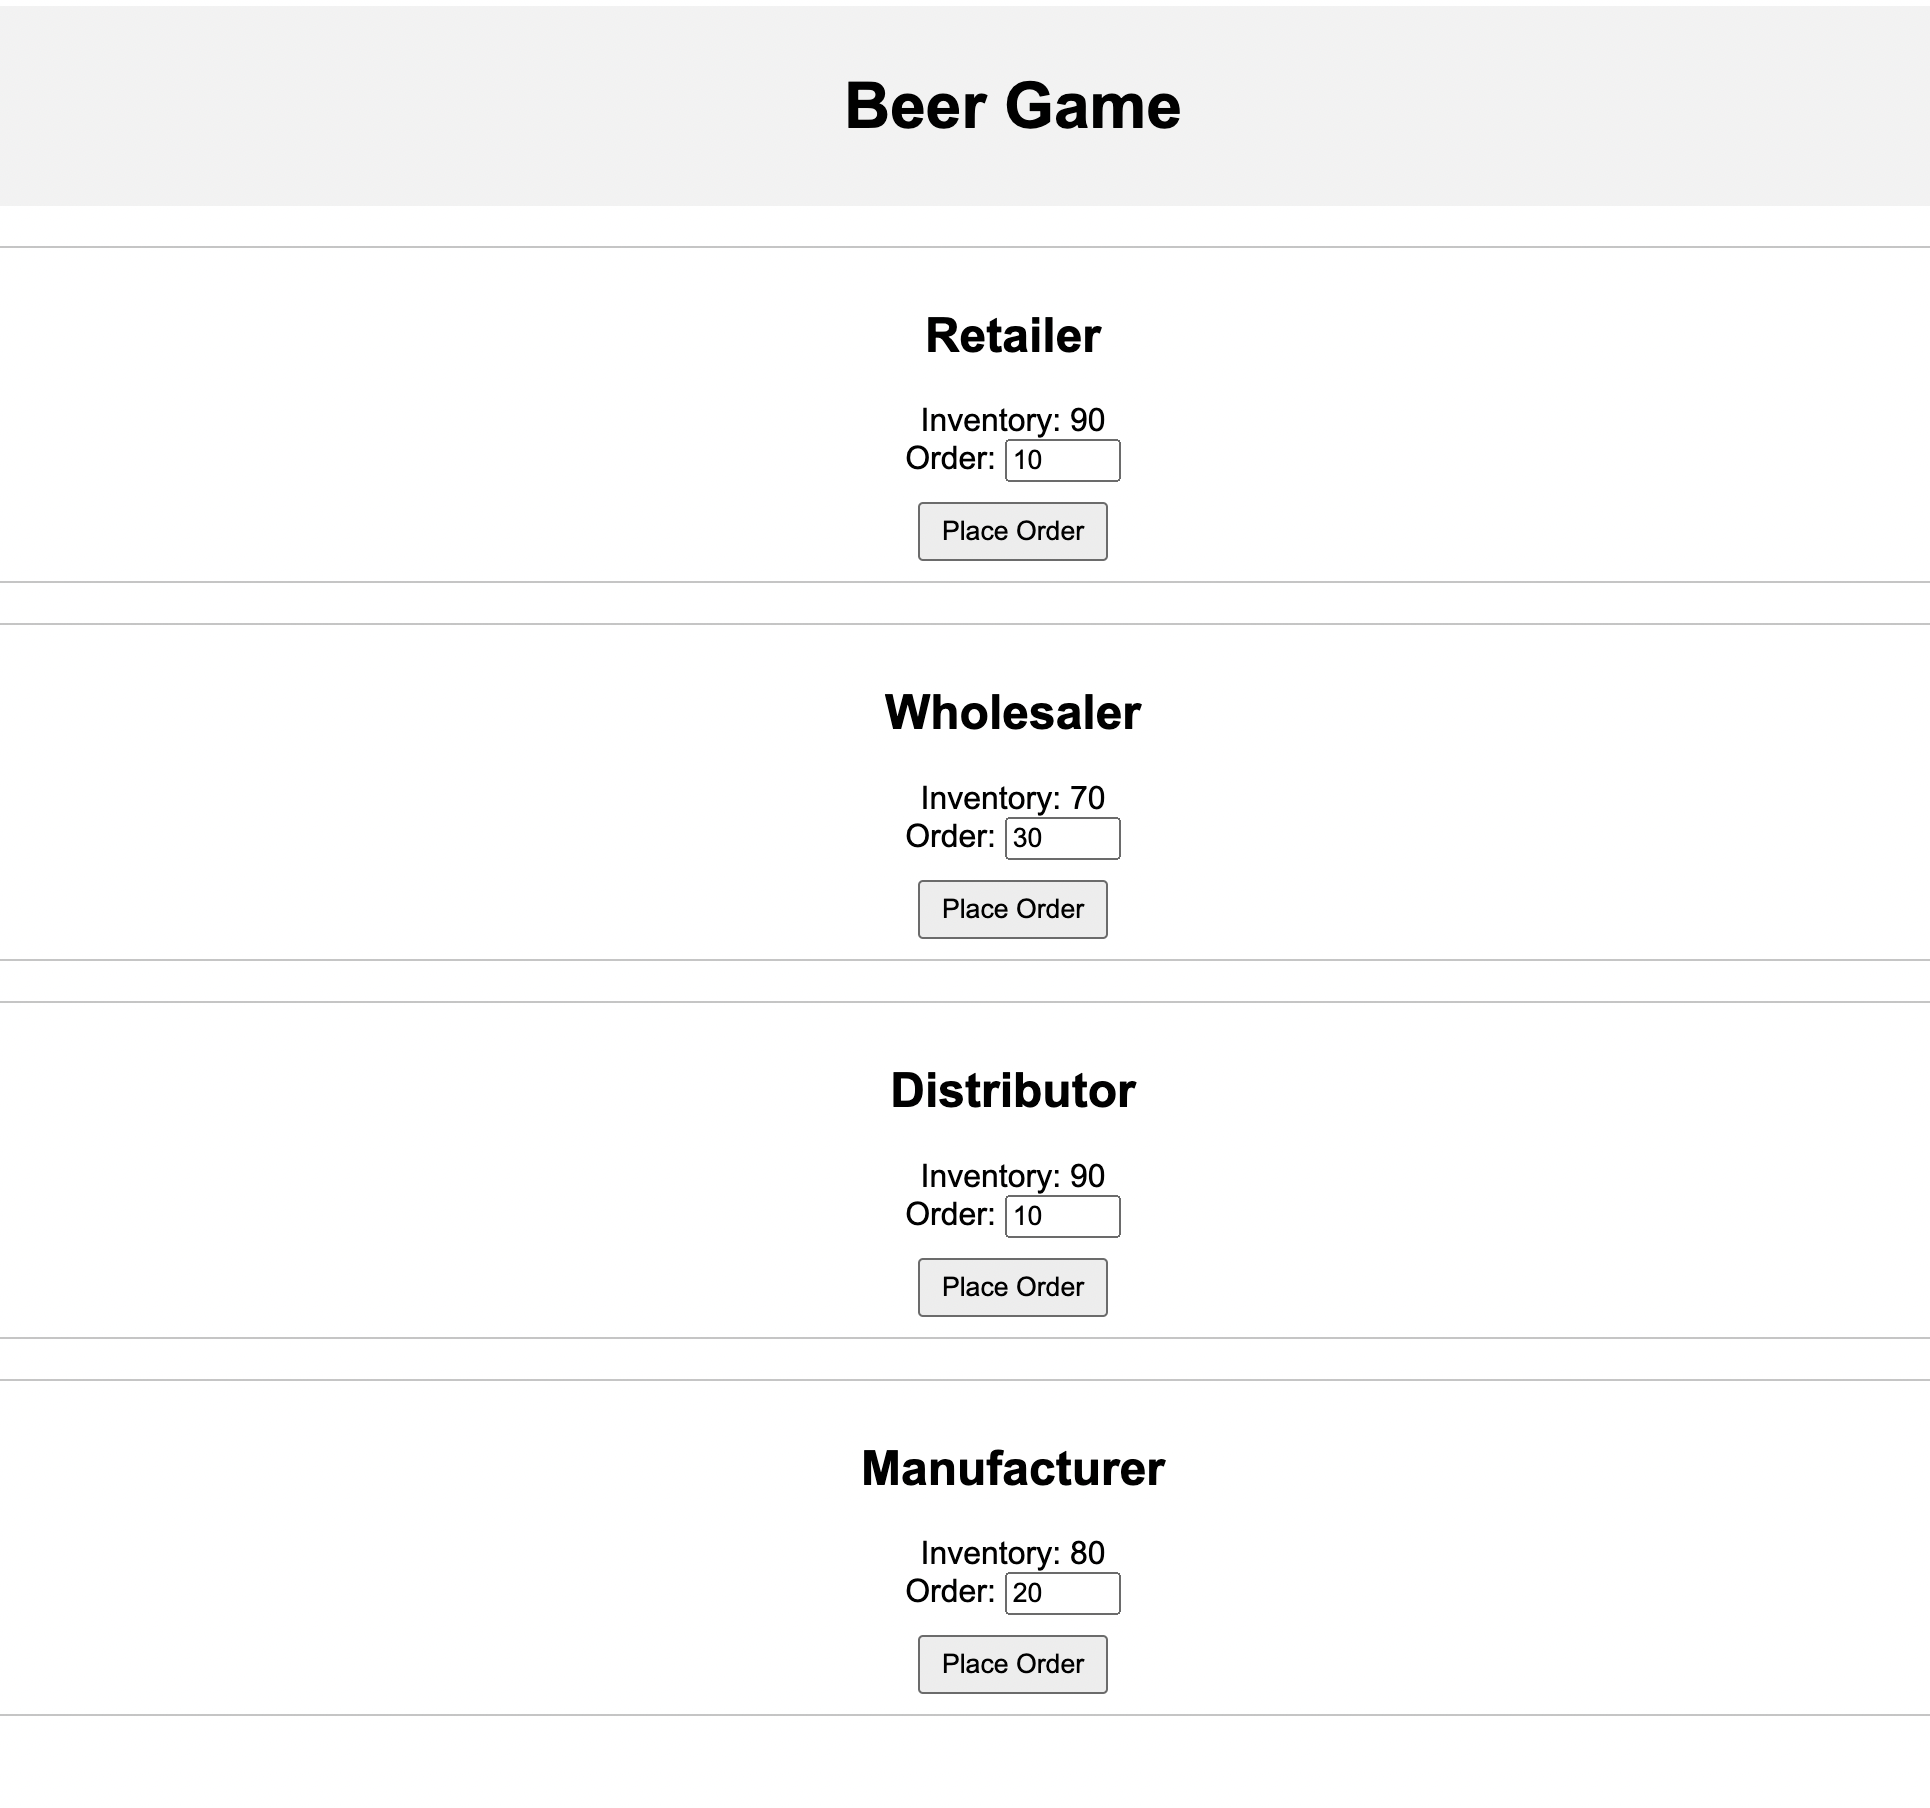 Beer Game
Retailer
Inventory: 90
Order: 10
Place Order
Wholesaler
Inventory: 70
Order: 30
Place Order
Distributor
Inventory: 90
Order: 10
Place Order
Manufacturer
Inventory: 80
Order: 20
Place Order